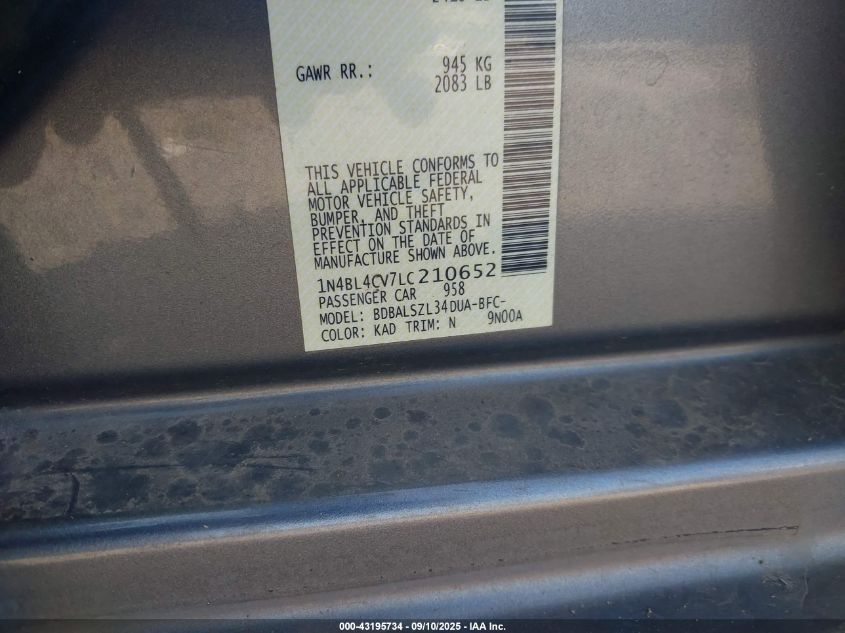 GAWR RR.: 945 KG
2083 LB
THIS VEHICLE CONFORMS TO
ALL APPLICABLE FEDERAL
MOTOR VEHICLE SAFETY,
BUMPER, AND THEFT
PREVENTION STANDARDS IN
EFFECT ON THE DATE OF
MANUFACTURE SHOWN ABOVE.
1N4BL4CV7LC210652
PASSENGER CAR 958
MODEL: BDBALSZL34DUA-BFC-
COLOR: KAD TRIM: N 9N00A
000-43195734 - 09/10/2025 - IAA Inc.